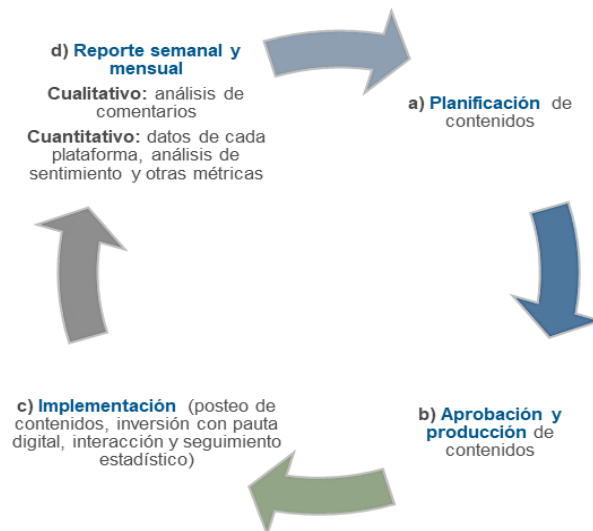 d) Reporte semanal y
mensual
Cualitativo: análisis de
comentarios
Cuantitativo: datos de cada
plataforma, análisis de
sentimiento y otras métricas
a) Planificación de
contenidos
b) Aprobación y
producción de
contenidos
c) Implementación (posteo de
contenidos, inversión con pauta
digital, interacción y seguimiento
estadístico)